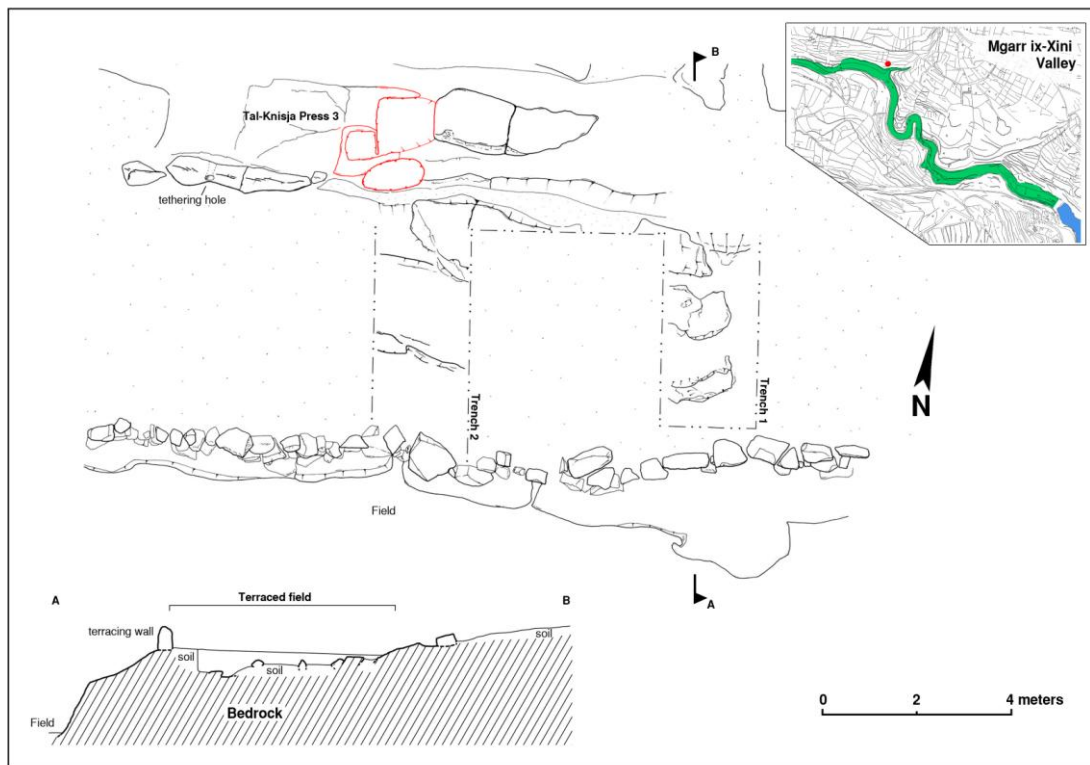 B
Mgarr ix-Xini
Valley
Tal-Knisja Press 3
tethering hole
Trench 1
Trench 2
N
Field
A
A
Terraced field
B
terracing wall
soil
soil
soil
Field
Bedrock
0 2 4 meters